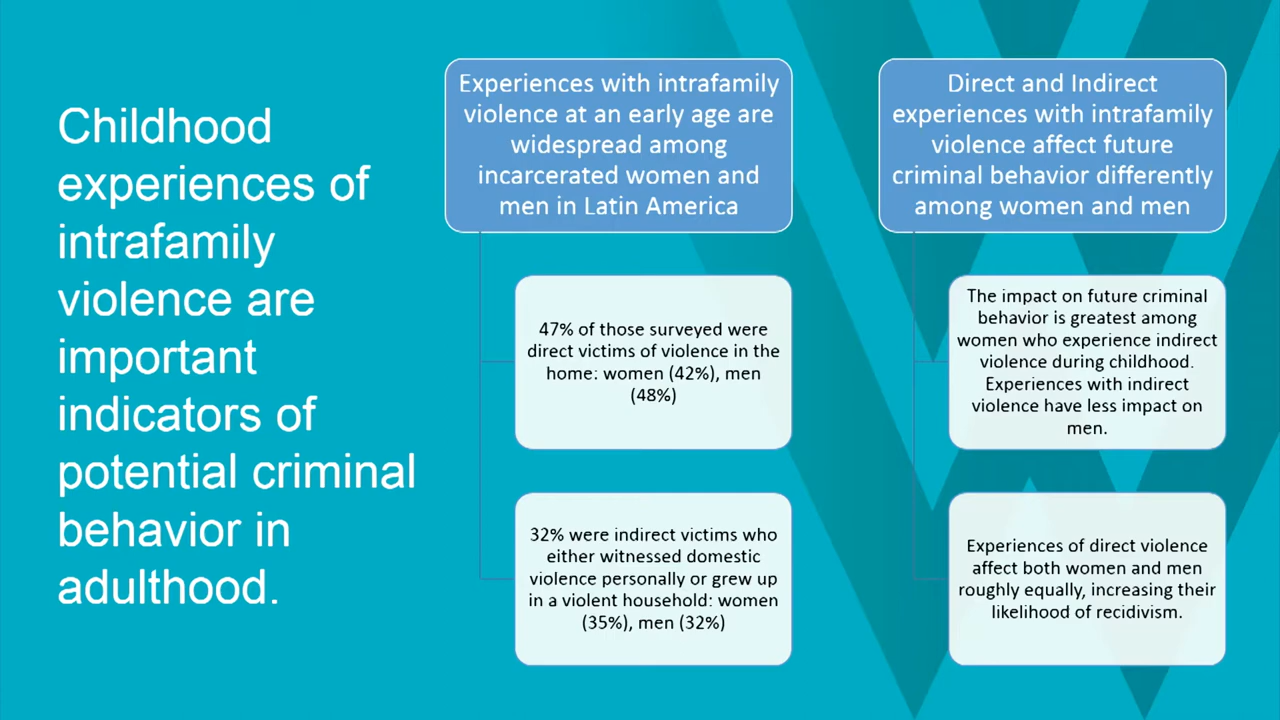 Childhood
experiences of
intrafamily
violence are
important
indicators of
potential criminal
behavior in
adulthood.
Experiences with intrafamily
violence at an early age are
widespread among
incarcerated women and
men in Latin America
47% of those surveyed were
direct victims of violence in the
home: women (42%), men
(48%)
32% were indirect victims who
either witnessed domestic
violence personally or grew up
in a violent household: women
(35%), men (32%)
Direct and Indirect
experiences with intrafamily
violence affect future
criminal behavior differently
among women and men
The impact on future criminal
behavior is greatest among
women who experience indirect
violence during childhood.
Experiences with indirect
violence have less impact on
men.
Experiences of direct violence
affect both women and men
roughly equally, increasing their
likelihood of recidivism.